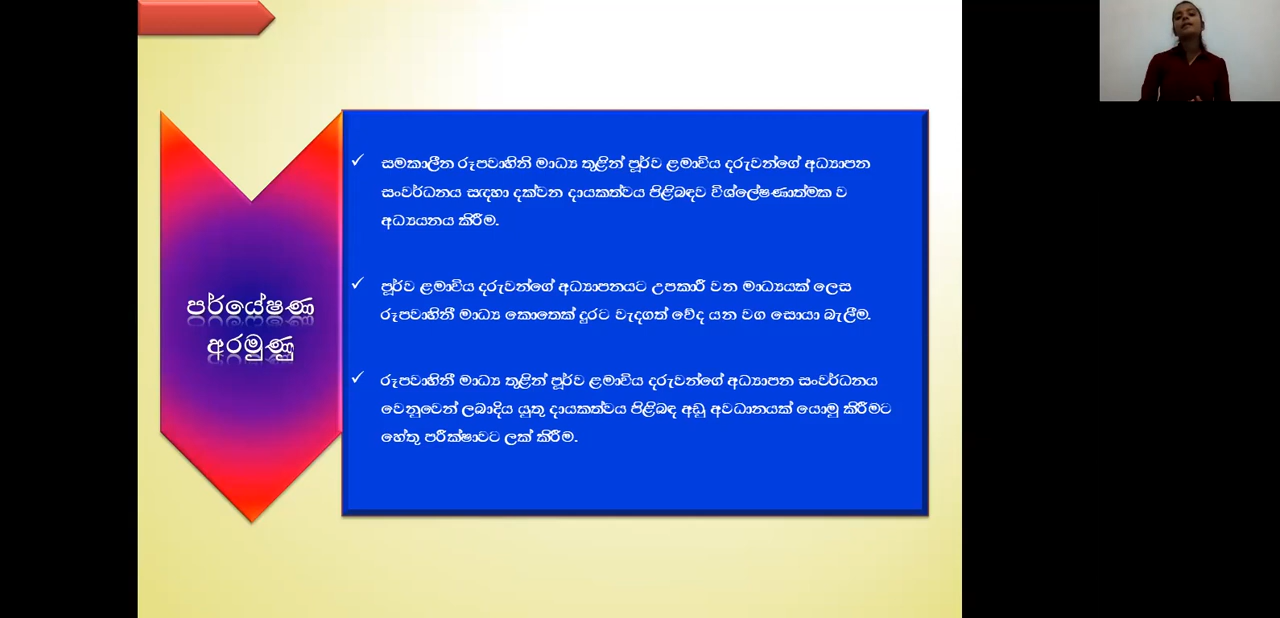 පර්යේෂණ
අරමුණු
සමකාලීන රූපවාහිනි මාධ්‍ය තුළින් පූර්ව ළමාවිය දරුවන්ගේ අධ්‍යාපන
සංවර්ධනය සඳහා දක්වන දායකත්වය පිළිබඳව විශ්ලේෂණාත්මක ව
අධ්‍යයනය කිරීම.
පූර්ව ළමාවිය දරුවන්ගේ අධ්‍යාපනයට උපකාරී වන මාධ්‍යයක් ලෙස
රූපවාහිනී මාධ්‍ය කොතෙක් දුරට වැදගත් වේද යන වග සොයා බැලීම.
රූපවාහිනී මාධ්‍ය තුළින් පූර්ව ළමාවිය දරුවන්ගේ අධ්‍යාපන සංවර්ධනය
වෙනුවෙන් ලබාදිය යුතු දායකත්වය පිළිබඳ අඩු අවධානයක් යොමු කිරීමට
හේතු පරීක්ෂාවට ලක් කිරීම.